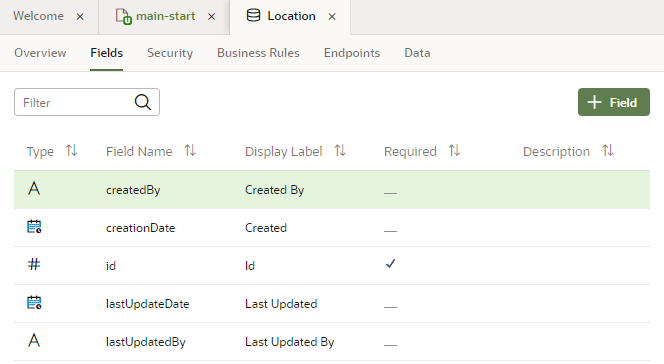 Welcome × main-start × Location ×
Overview Fields Security Business Rules Endpoints Data
Filter + Field
Type Field Name Display Label Required Description
A createdBy Created By
creationDate Created
# id Id ✓
lastUpdateDate Last Updated
A lastUpdatedBy Last Updated By